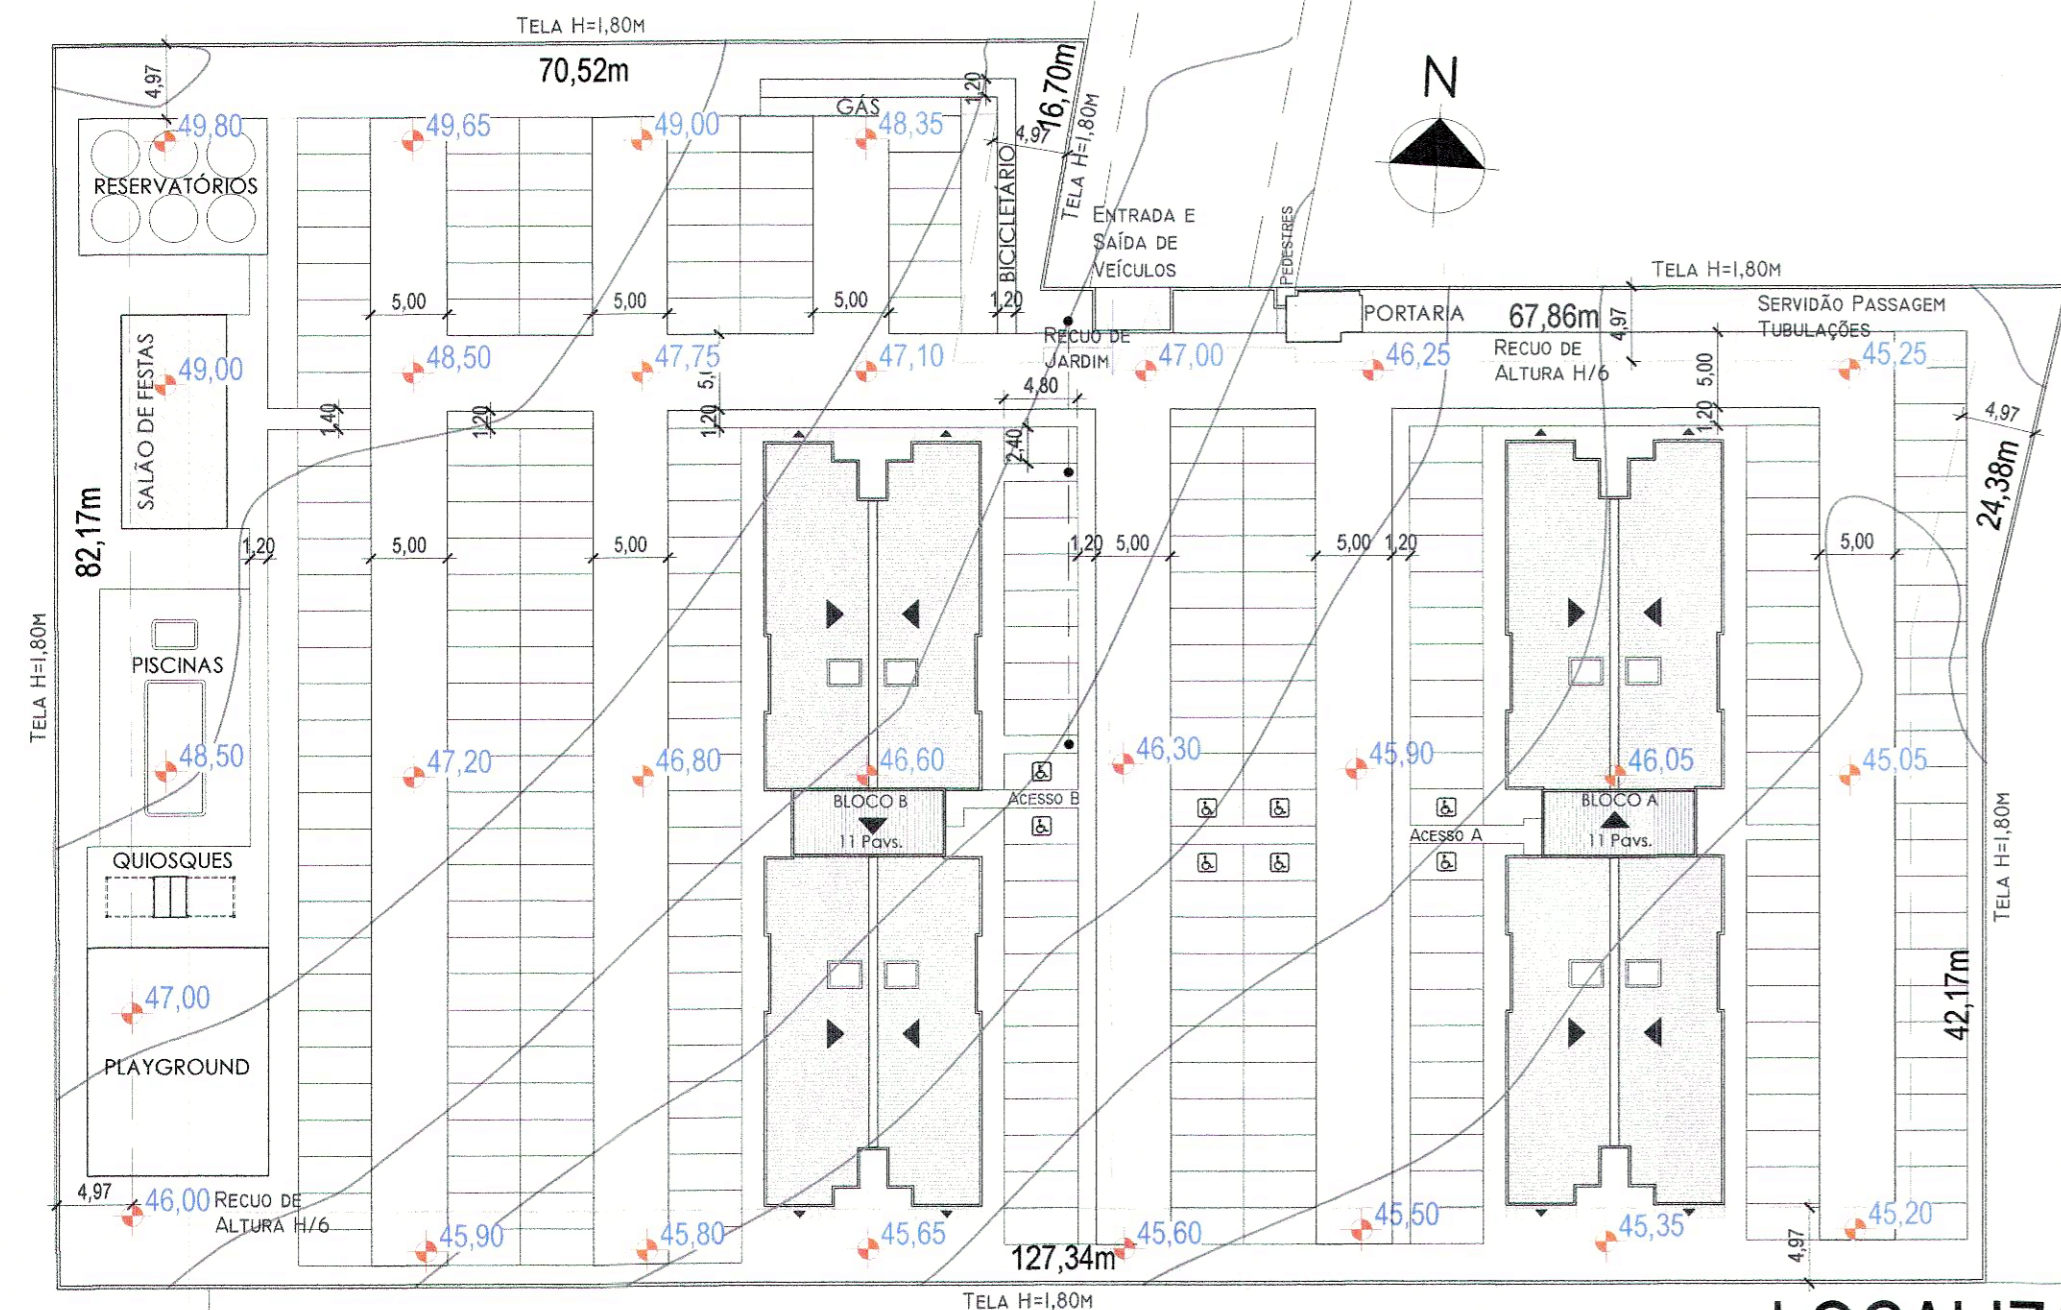 TELA H=1,80M
70,52m
4,97
1,20
16,70m
N
49,80
49,65
49,00
GÁS
48,35
4,97
TELA H=1,80M
RESERVATÓRIOS
BICICLETÁRIO
ENTRADA E
SAÍDA DE
VEÍCULOS
PEDESTRES
TELA H=1,80M
5,00
5,00
5,00
1,20
PORTARIA
67,86m
4,97
SERVIDÃO PASSAGEM
TUBULAÇÕES
RECUO DE
JARDIM
RECUO DE
ALTURA H/6
SALÃO DE FESTAS
49,00
48,50
47,75
47,10
47,00
46,25
45,25
5,00
4,80
1,40
1,20
1,20
2,40
1,20
4,97
24,38m
82,17m
1,20
5,00
5,00
1,20
5,00
5,00
1,20
5,00
TELA H=1,80M
PISCINAS
48,50
47,20
46,80
46,60
46,30
45,90
46,05
45,05
BLOCO B
11 Pavs.
ACESSO B
ACESSO A
BLOCO A
11 Pavs.
TELA H=1,80M
QUIOSQUES
47,00
PLAYGROUND
42,17m
4,97
46,00
RECUO DE
ALTURA H/6
45,90
45,80
45,65
45,60
45,50
45,35
45,20
4,97
127,34m
TELA H=1,80M